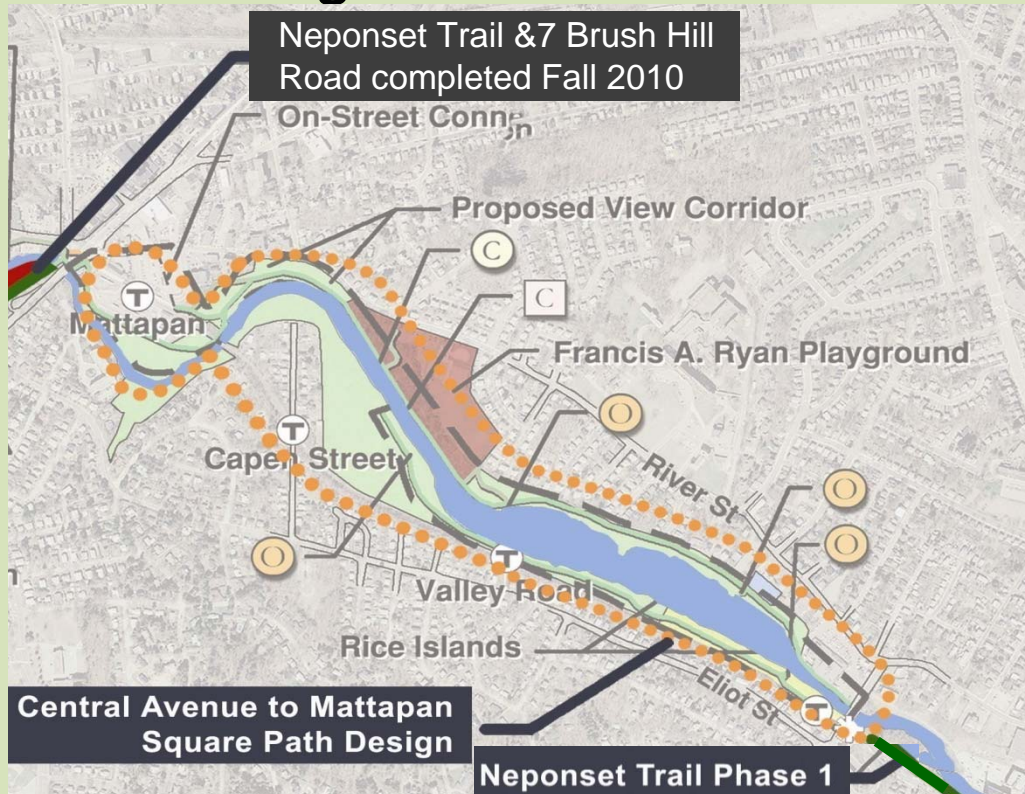 Neponset Trail &7 Brush Hill
Road completed Fall 2010
On-Street Conn
Proposed View Corridor
C
C
T
Mattapan
Francis A. Ryan Playground
O
T
Capen Street
River St
O
O
O
T
Valley Road
Rice Islands
Eliot St
T
Central Avenue to Mattapan
Square Path Design
Neponset Trail Phase 1